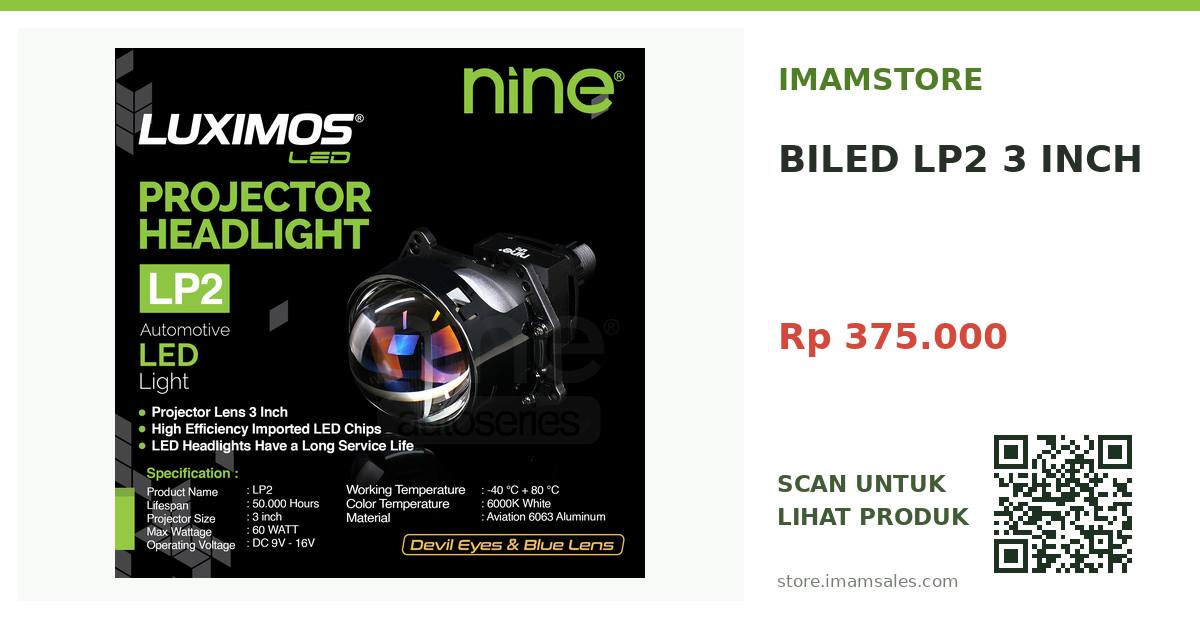 nine®
LUXIMOS®
LED
PROJECTOR
HEADLIGHT
LP2
Automotive
LED
Light
nine®
autoseries
• Projector Lens 3 Inch
• High Efficiency Imported LED Chips
• LED Headlights Have a Long Service Life
Specification :
Product Name : LP2
Lifespan : 50.000 Hours
Projector Size : 3 inch
Max Wattage : 60 WATT
Operating Voltage : DC 9V - 16V
Working Temperature : -40 °C + 80 °C
Color Temperature : 6000K White
Material : Aviation 6063 Aluminum
Devil Eyes & Blue Lens
IMAMSTORE
BILED LP2 3 INCH
Rp 375.000
SCAN UNTUK
LIHAT PRODUK
store.imamsales.com